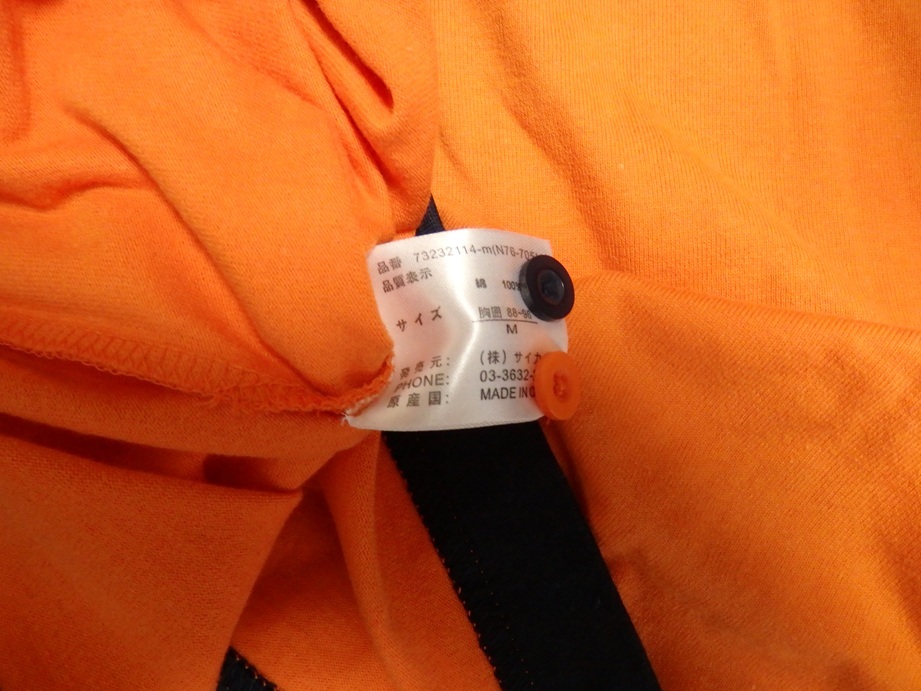 品番 73232114-m(N76-705
品質表示
綿 100%
サイズ 胸囲 88-96
M
発売元: (株) サイカ
PHONE: 03-3632-
原産国: MADE IN